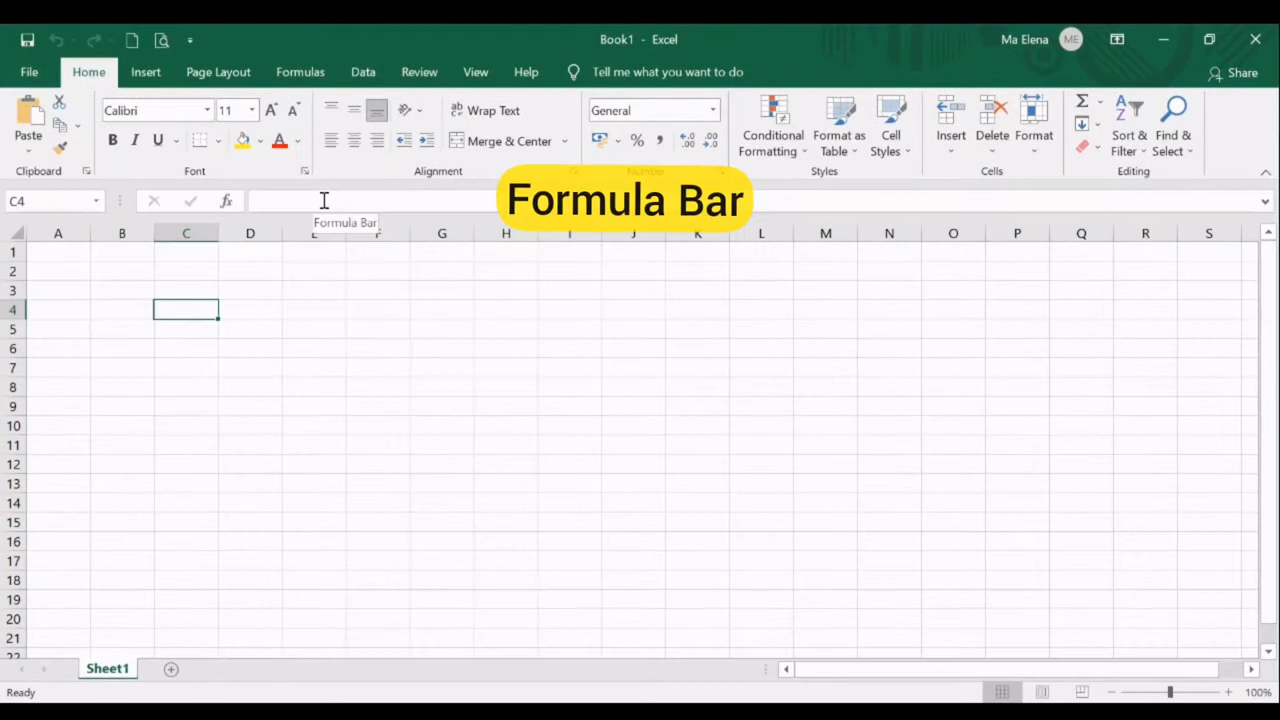 Book1 - Excel
Ma Elena ME
File Home Insert Page Layout Formulas Data Review View Help Tell me what you want to do Share
Paste
Calibri 11 A A
Wrap Text
General
B I U A
Merge & Center
% ,
Conditional Formatting
Format as Table
Cell Styles
Insert
Delete
Format
Sort & Filter
Find & Select
Clipboard Font Alignment Number Styles Cells Editing
C4 fx
Formula Bar
Formula Bar
A B C D E F G H I J K L M N O P Q R S
1
2
3
4
5
6
7
8
9
10
11
12
13
14
15
16
17
18
19
20
21
22
Sheet1
Ready 100%